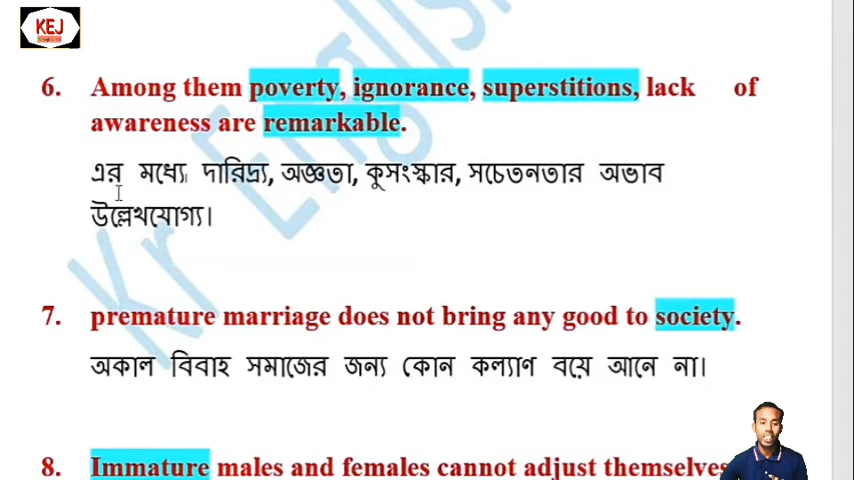 KEJ
6. Among them poverty, ignorance, superstitions, lack of
awareness are remarkable.
এর মধ্যে দারিদ্র্য, অজ্ঞতা, কুসংস্কার, সচেতনতার অভাব
উল্লেখযোগ্য।
Kr English
7. premature marriage does not bring any good to society.
অকাল বিবাহ সমাজের জন্য কোন কল্যাণ বয়ে আনে না।
8. Immature males and females cannot adjust themselves